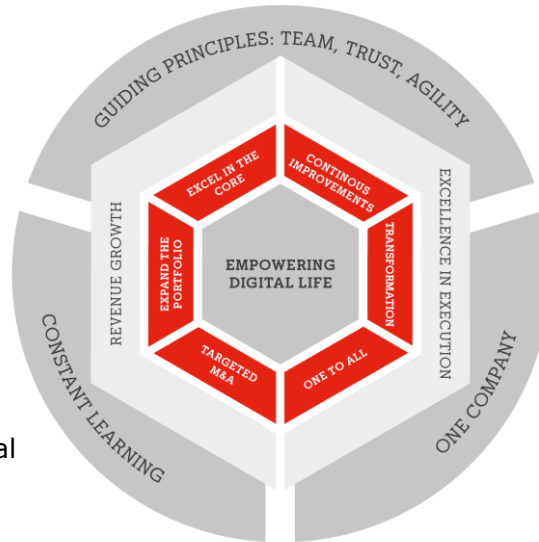 GUIDING PRINCIPLES: TEAM, TRUST, AGILITY
EXCEL IN THE
CORE
CONTINOUS
IMPROVEMENTS
REVENUE GROWTH
EXPAND THE
PORTFOLIO
EMPOWERING
DIGITAL LIFE
TRANSFORMATION
EXCELLENCE IN EXECUTION
TARGETED
M&A
ONE TO ALL
CONSTANT LEARNING
ONE COMPANY
al